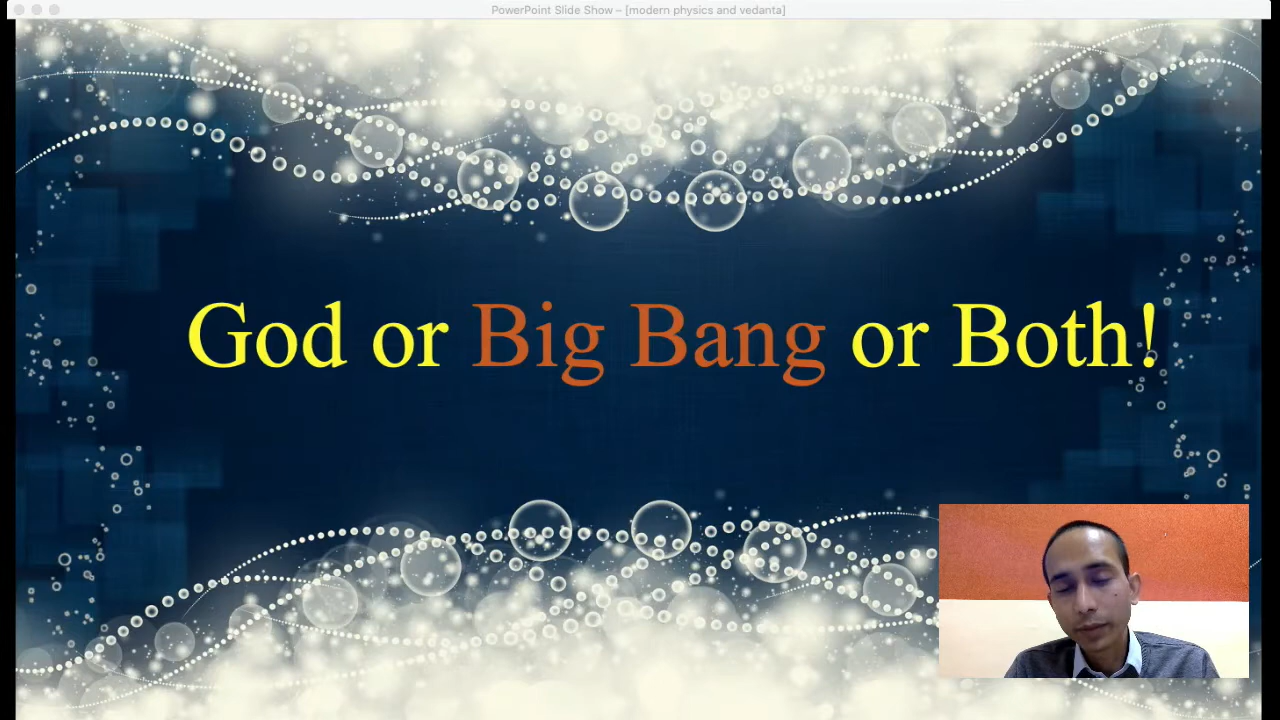 PowerPoint Slide Show – [modern physics and vedanta]
God or Big Bang or Both!